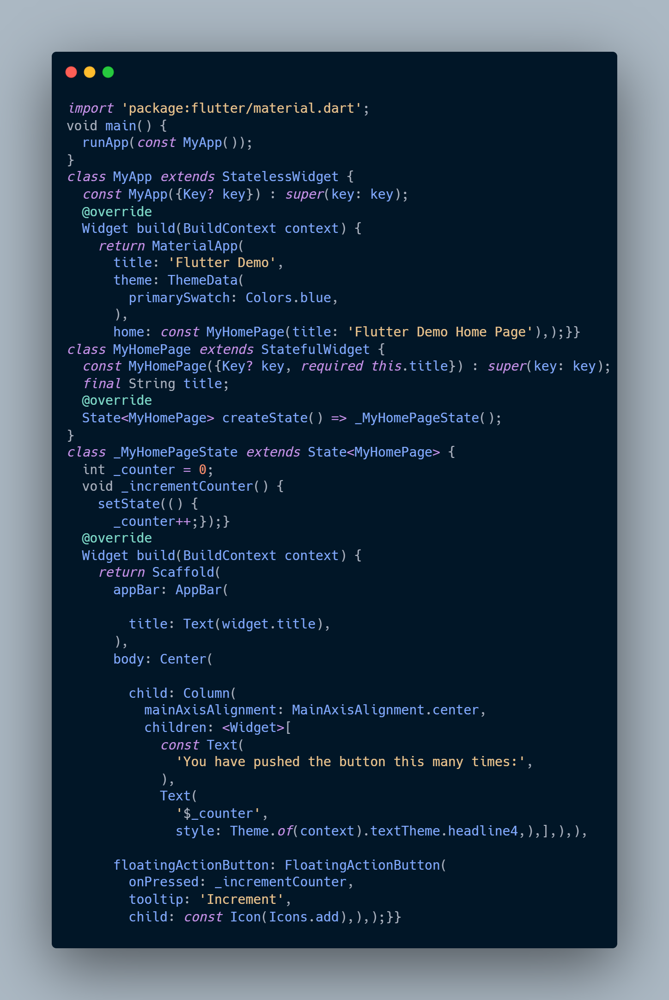 import 'package:flutter/material.dart';
void main() {
  runApp(const MyApp());
}
class MyApp extends StatelessWidget {
  const MyApp({Key? key}) : super(key: key);
  @override
  Widget build(BuildContext context) {
    return MaterialApp(
      title: 'Flutter Demo',
      theme: ThemeData(
        primarySwatch: Colors.blue,
      ),
      home: const MyHomePage(title: 'Flutter Demo Home Page'),);}}
class MyHomePage extends StatefulWidget {
  const MyHomePage({Key? key, required this.title}) : super(key: key);
  final String title;
  @override
  State<MyHomePage> createState() => _MyHomePageState();
}
class _MyHomePageState extends State<MyHomePage> {
  int _counter = 0;
  void _incrementCounter() {
    setState(() {
      _counter++;});}
  @override
  Widget build(BuildContext context) {
    return Scaffold(
      appBar: AppBar(

        title: Text(widget.title),
      ),
      body: Center(

        child: Column(
          mainAxisAlignment: MainAxisAlignment.center,
          children: <Widget>[
            const Text(
              'You have pushed the button this many times:',
            ),
            Text(
              '$_counter',
              style: Theme.of(context).textTheme.headline4,),],),),

      floatingActionButton: FloatingActionButton(
        onPressed: _incrementCounter,
        tooltip: 'Increment',
        child: const Icon(Icons.add),),);}}